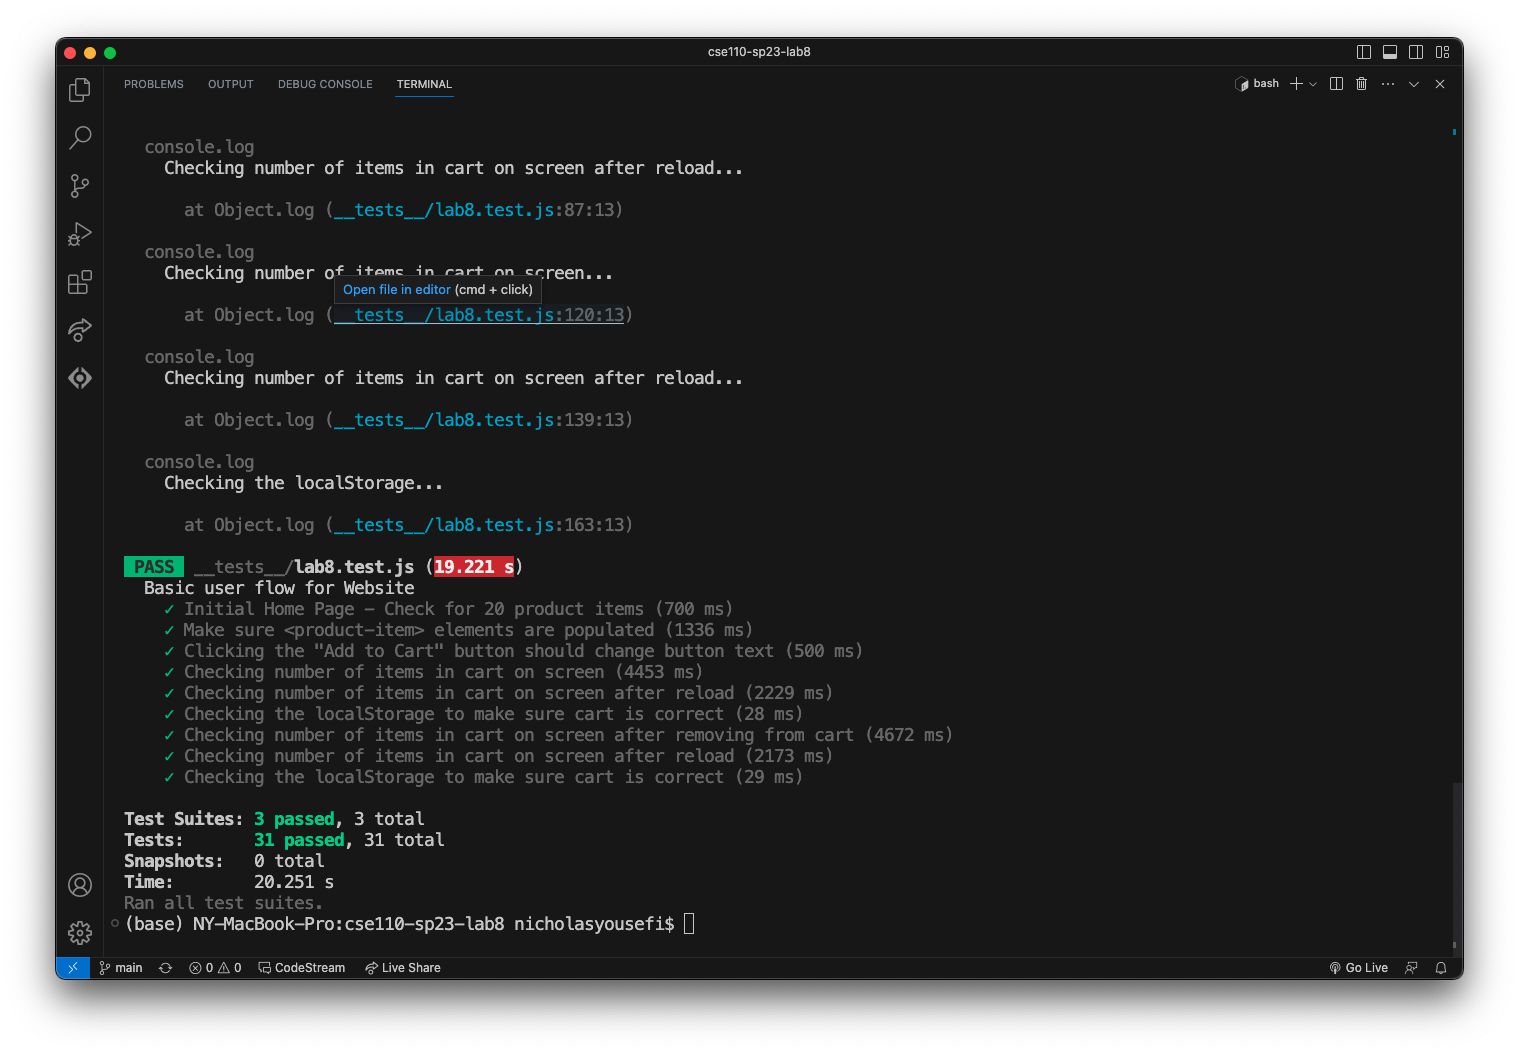 cse110-sp23-lab8
PROBLEMS OUTPUT DEBUG CONSOLE TERMINAL bash
console.log
Checking number of items in cart on screen after reload...
at Object.log (__tests__/lab8.test.js:87:13)
console.log
Checking number of items in cart on screen...
Open file in editor (cmd + click)
at Object.log (__tests__/lab8.test.js:120:13)
console.log
Checking number of items in cart on screen after reload...
at Object.log (__tests__/lab8.test.js:139:13)
console.log
Checking the localStorage...
at Object.log (__tests__/lab8.test.js:163:13)
PASS __tests__/lab8.test.js (19.221 s)
Basic user flow for Website
✓ Initial Home Page – Check for 20 product items (700 ms)
✓ Make sure <product-item> elements are populated (1336 ms)
✓ Clicking the "Add to Cart" button should change button text (500 ms)
✓ Checking number of items in cart on screen (4453 ms)
✓ Checking number of items in cart on screen after reload (2229 ms)
✓ Checking the localStorage to make sure cart is correct (28 ms)
✓ Checking number of items in cart on screen after removing from cart (4672 ms)
✓ Checking number of items in cart on screen after reload (2173 ms)
✓ Checking the localStorage to make sure cart is correct (29 ms)
Test Suites: 3 passed, 3 total
Tests: 31 passed, 31 total
Snapshots: 0 total
Time: 20.251 s
Ran all test suites.
(base) NY-MacBook-Pro:cse110-sp23-lab8 nicholasyousefi$
main 0 0 CodeStream Live Share Go Live